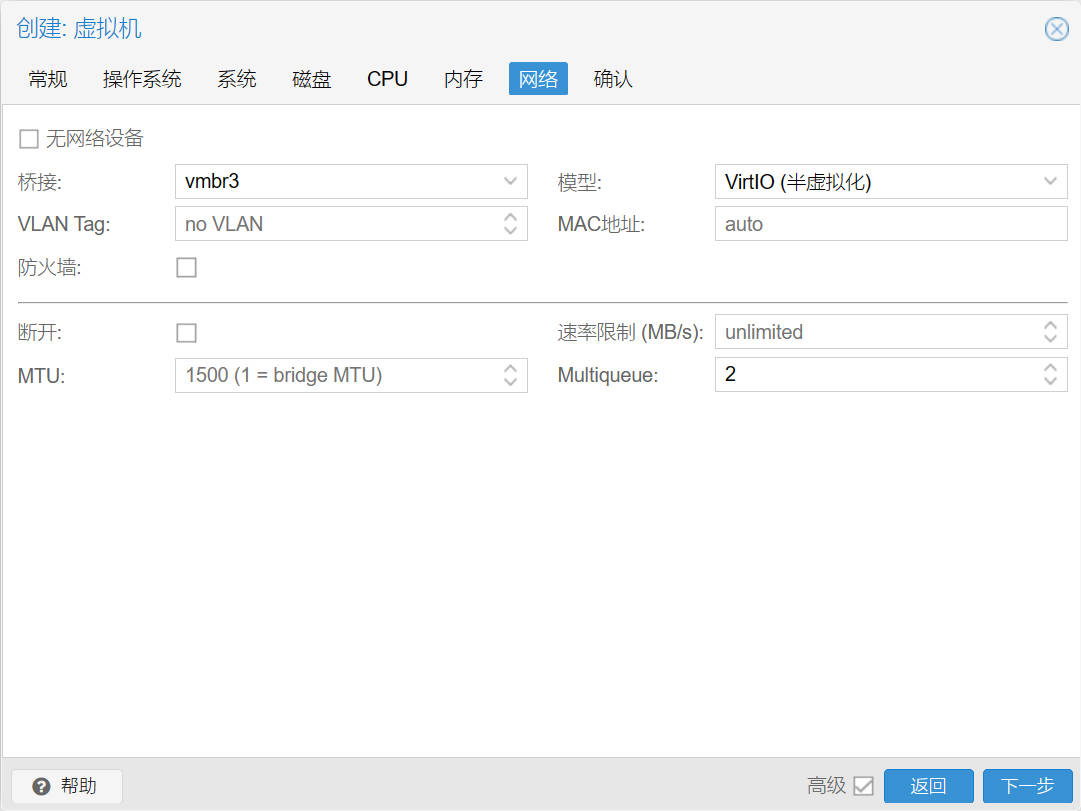 创建: 虚拟机
常规 操作系统 系统 磁盘 CPU 内存 网络 确认
无网络设备
桥接: vmbr3 模型: VirtIO (半虚拟化)
VLAN Tag: no VLAN MAC地址: auto
防火墙:
断开: 速率限制 (MB/s): unlimited
MTU: 1500 (1 = bridge MTU) Multiqueue: 2
帮助 高级 返回 下一步